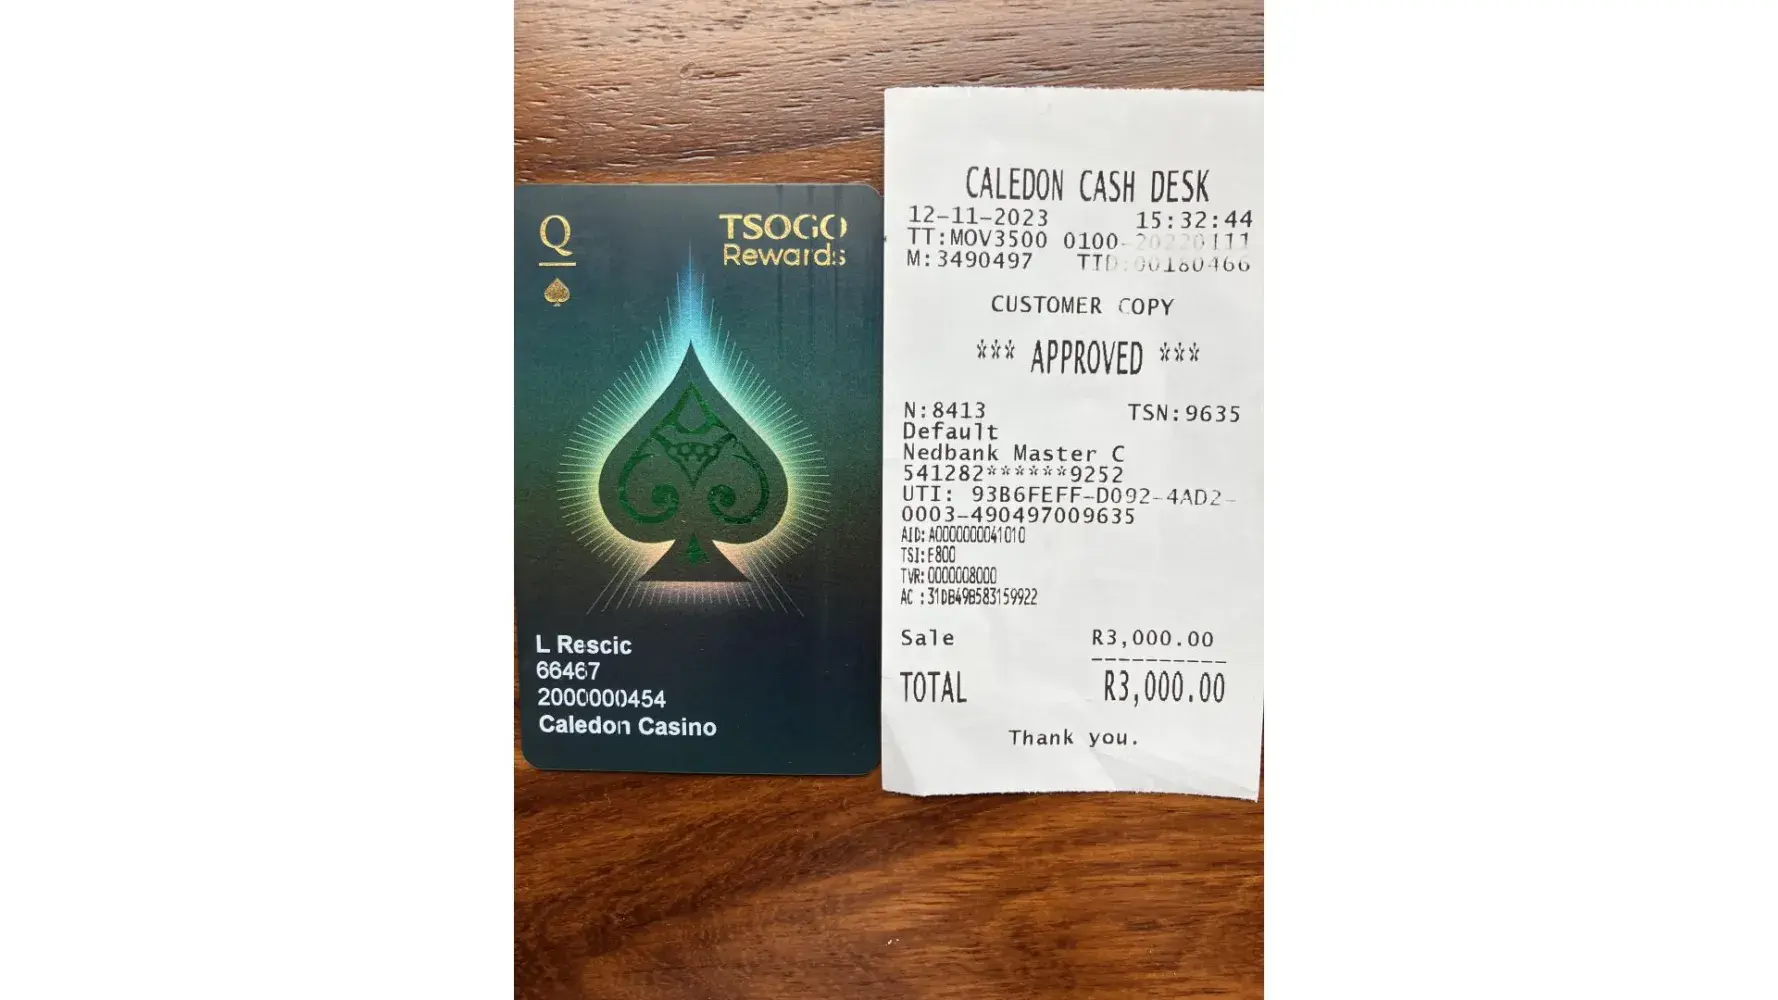 Q
TSOGO
Rewards
L Rescic
66467
2000000454
Caledon Casino
CALEDON CASH DESK
12-11-2023 15:32:44
TT:MOV3500 0100-20220111
M:3490497 TID:00180466
CUSTOMER COPY
*** APPROVED ***
N:8413 TSN:9635
Default
Nedbank Master C
541282******9252
UTI: 93B6FEFF-D092-4AD2-
0003-490497009635
AID:A0000000041010
TSI:E800
TVR:0000008000
AC :31DB49B583159922
Sale R3,000.00
TOTAL R3,000.00
Thank you.